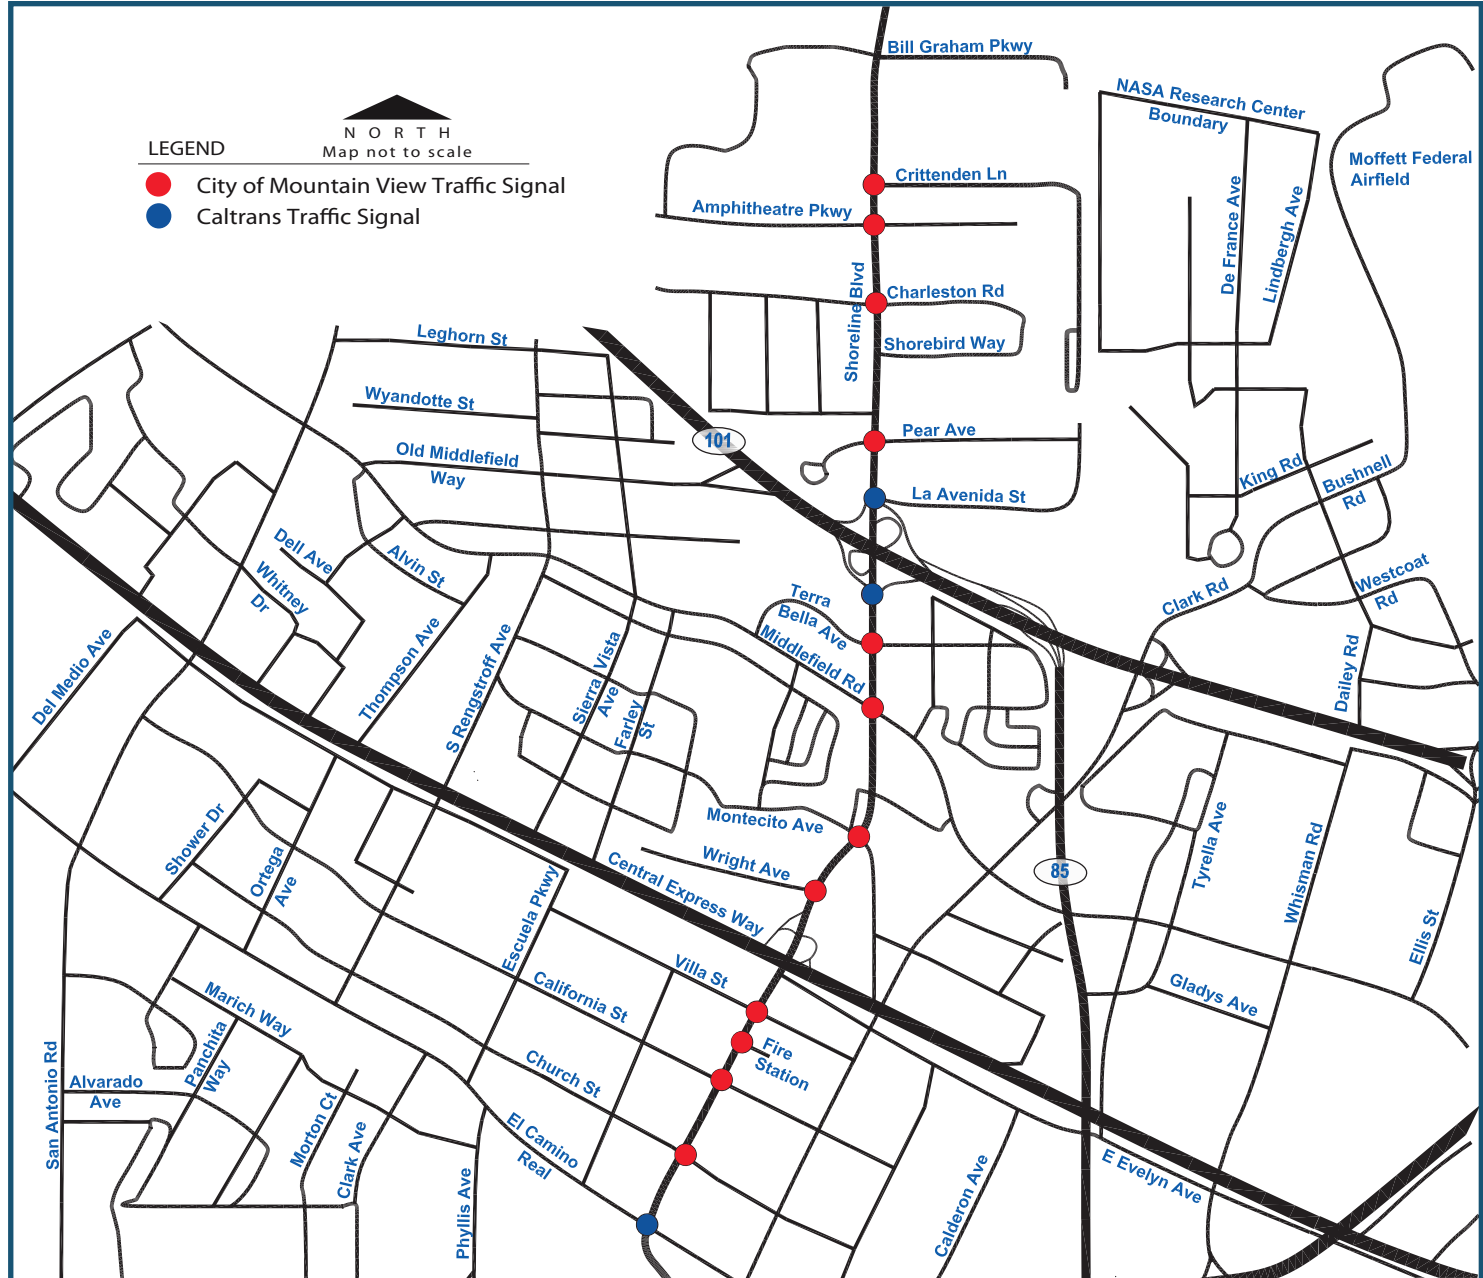 Bill Graham Pkwy
NASA Research Center
Boundary
NORTH
Map not to scale
LEGEND
City of Mountain View Traffic Signal
Caltrans Traffic Signal
Moffett Federal
Airfield
Crittenden Ln
Amphitheatre Pkwy
De France Ave
Lindbergh Ave
Shoreline Blvd
Charleston Rd
Shorebird Way
Leghorn St
Wyandotte St
Old Middlefield
Way
101
Pear Ave
La Avenida St
King Rd
Bushnell
Rd
Dell Ave
Alvin St
Whitney
Dr
Terra
Bella Ave
Middlefield Rd
Clark Rd
Westcoat
Rd
Del Medio Ave
Thompson Ave
S Rengstroff Ave
Sierra Vista
Ave
Farley
St
Dailey Rd
Shower Dr
Ortega
Ave
Montecito Ave
Wright Ave
Central Express Way
85
Tyrella Ave
Whisman Rd
Ellis St
Escuela Pkwy
Villa St
California St
Gladys Ave
Marich Way
Panchita
Way
Fire
Station
Church St
San Antonio Rd
Alvarado
Ave
Morton Ct
Clark Ave
Phyllis Ave
El Camino
Real
Calderon Ave
E Evelyn Ave